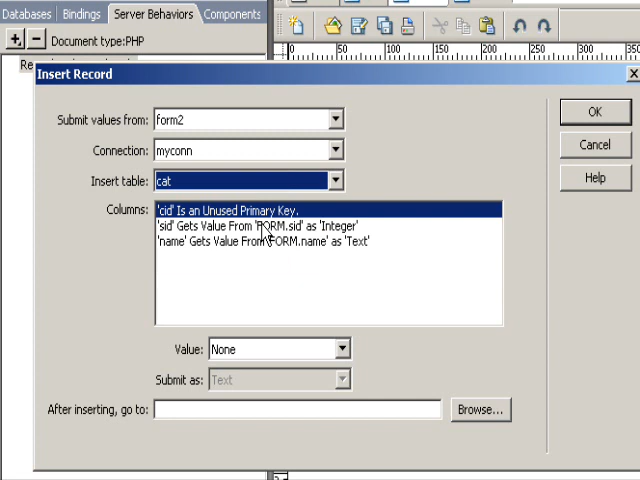 Databases Bindings Server Behaviors Components
Document type:PHP
0 50 100 150 200 250 300 350
Insert Record
Submit values from: form2
OK
Connection: myconn
Cancel
Insert table: cat
Help
Columns: 'cid' Is an Unused Primary Key.
'sid' Gets Value From 'FORM.sid' as 'Integer'
'name' Gets Value From 'FORM.name' as 'Text'
Value: None
Submit as: Text
After inserting, go to:
Browse...